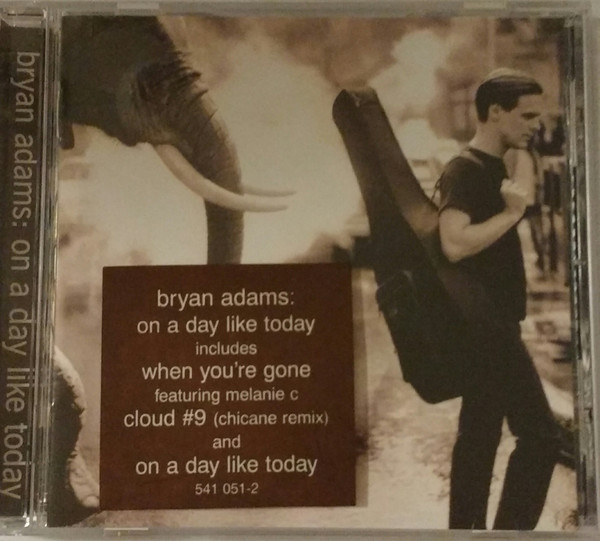 bryan adams: on a day like today
bryan adams:
on a day like today
includes
when you're gone
featuring melanie c
cloud #9 (chicane remix)
and
on a day like today
541 051-2